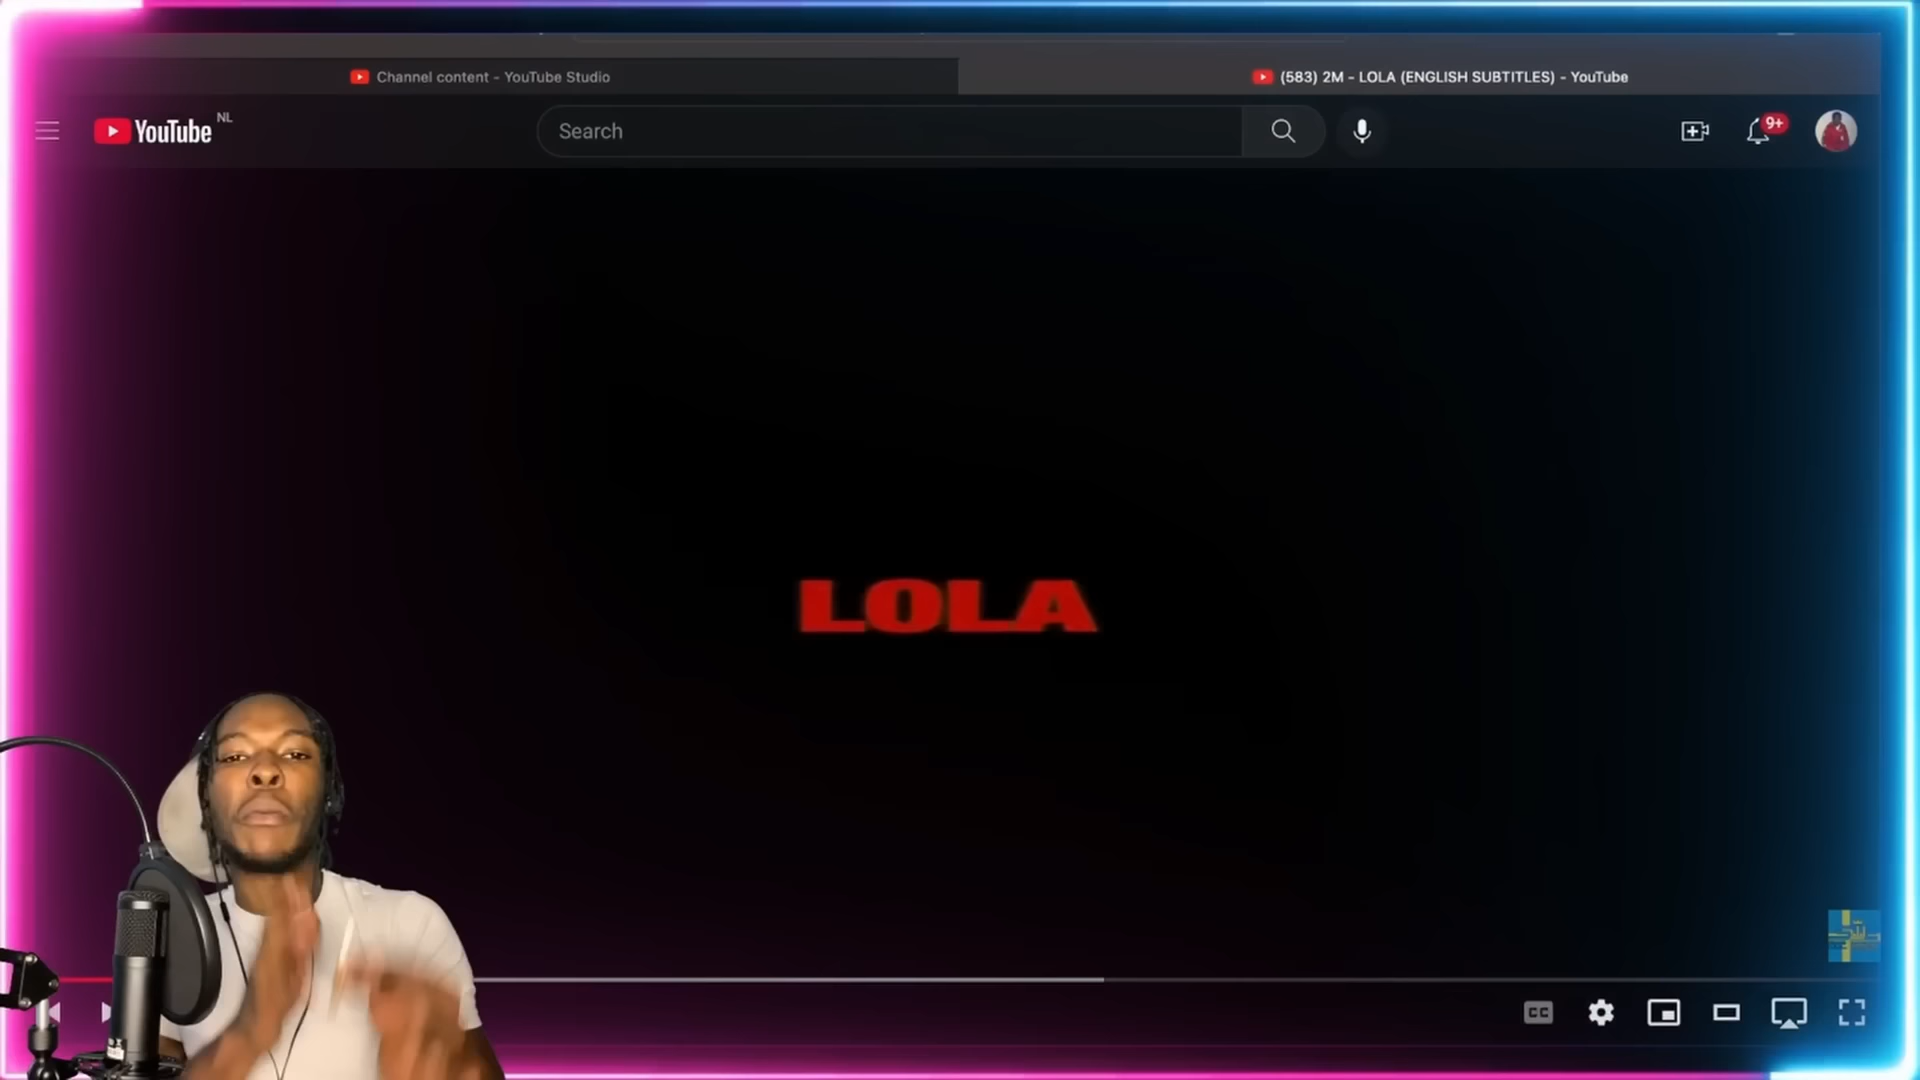 Channel content - YouTube Studio
(583) 2M - LOLA (ENGLISH SUBTITLES) - YouTube
YouTube NL
Search
9+
LOLA
CC